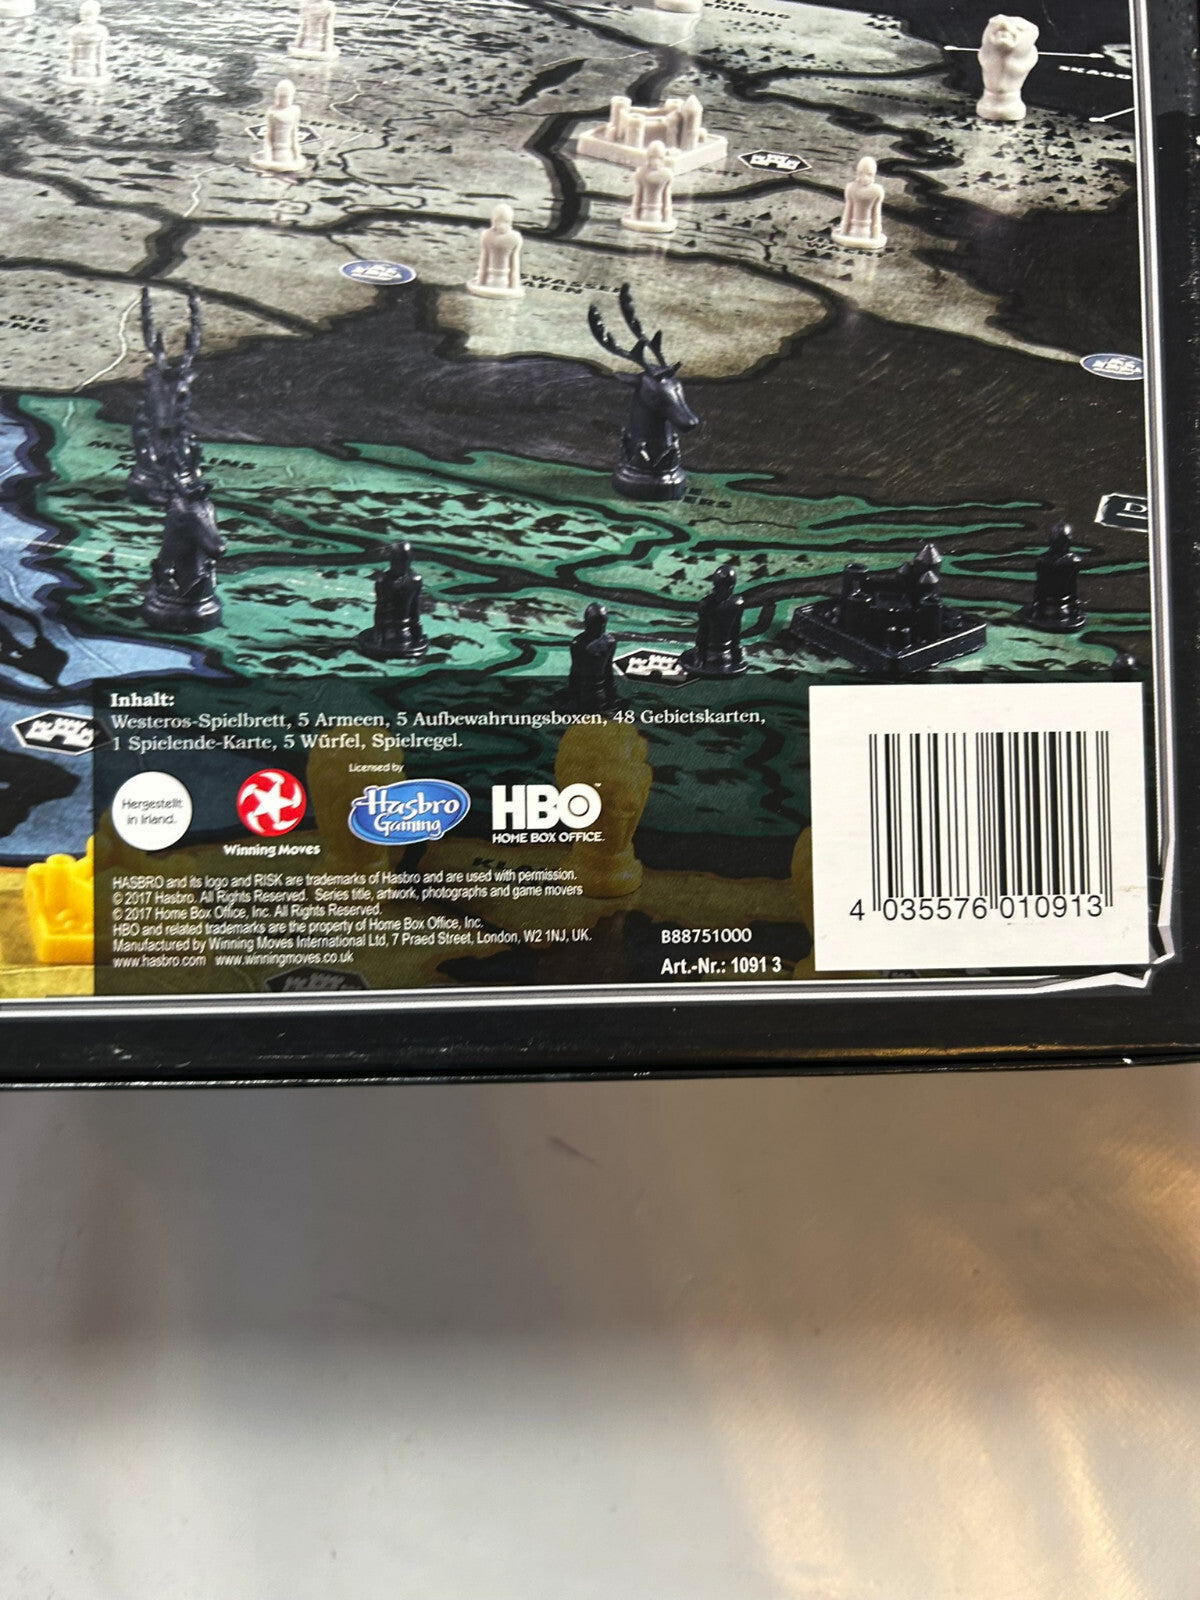 KARHOLD
SKAGO
DIE
Inhalt:
Westeros-Spielbrett, 5 Armeen, 5 Aufbewahrungsboxen, 48 Gebietskarten,
1 Spielende-Karte, 5 Würfel, Spielregel.
Hergestellt
in Irland.
Winning Moves
Licensed by
Hasbro
Gaming
HBO™
HOME BOX OFFICE.
HASBRO and its logo and RISK are trademarks of Hasbro and are used with permission.
© 2017 Hasbro. All Rights Reserved. Series title, artwork, photographs and game movers
© 2017 Home Box Office, Inc. All Rights Reserved.
HBO and related trademarks are the property of Home Box Office, Inc.
Manufactured by Winning Moves International Ltd, 7 Praed Street, London, W2 1NJ, UK.
www.hasbro.com www.winningmoves.co.uk
B88751000
Art.-Nr.: 1091 3
4 035576 010913